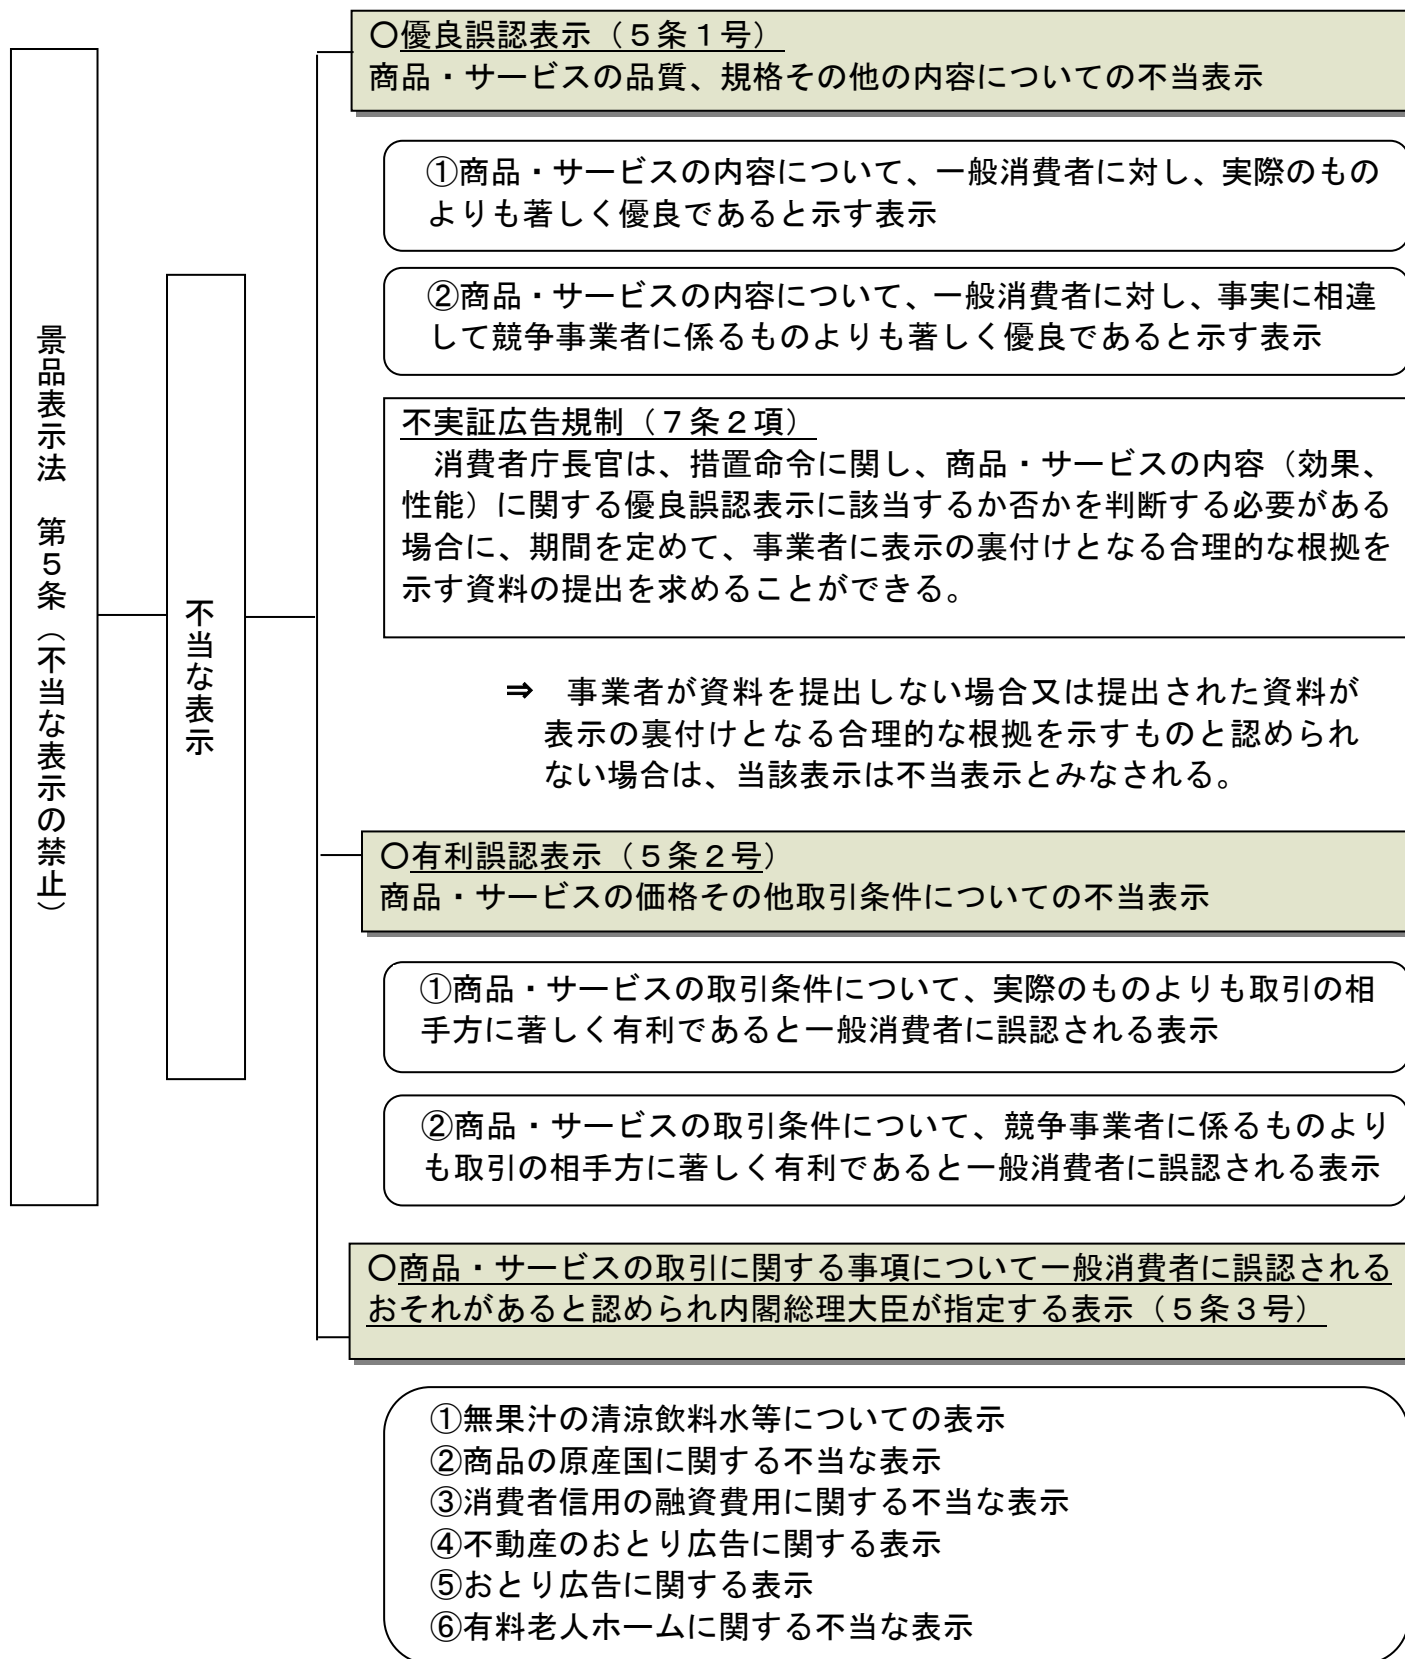 景品表示法　第５条（不当な表示の禁止）
不当な表示
○優良誤認表示（５条１号）
商品・サービスの品質、規格その他の内容についての不当表示
①商品・サービスの内容について、一般消費者に対し、実際のもの
よりも著しく優良であると示す表示
②商品・サービスの内容について、一般消費者に対し、事実に相違
して競争事業者に係るものよりも著しく優良であると示す表示
不実証広告規制（７条２項）
消費者庁長官は、措置命令に関し、商品・サービスの内容（効果、
性能）に関する優良誤認表示に該当するか否かを判断する必要がある
場合に、期間を定めて、事業者に表示の裏付けとなる合理的な根拠を
示す資料の提出を求めることができる。
⇒　事業者が資料を提出しない場合又は提出された資料が
表示の裏付けとなる合理的な根拠を示すものと認められ
ない場合は、当該表示は不当表示とみなされる。
○有利誤認表示（５条２号）
商品・サービスの価格その他取引条件についての不当表示
①商品・サービスの取引条件について、実際のものよりも取引の相
手方に著しく有利であると一般消費者に誤認される表示
②商品・サービスの取引条件について、競争事業者に係るものより
も取引の相手方に著しく有利であると一般消費者に誤認される表示
○商品・サービスの取引に関する事項について一般消費者に誤認される
おそれがあると認められ内閣総理大臣が指定する表示（５条３号）
①無果汁の清涼飲料水等についての表示
②商品の原産国に関する不当な表示
③消費者信用の融資費用に関する不当な表示
④不動産のおとり広告に関する表示
⑤おとり広告に関する表示
⑥有料老人ホームに関する不当な表示